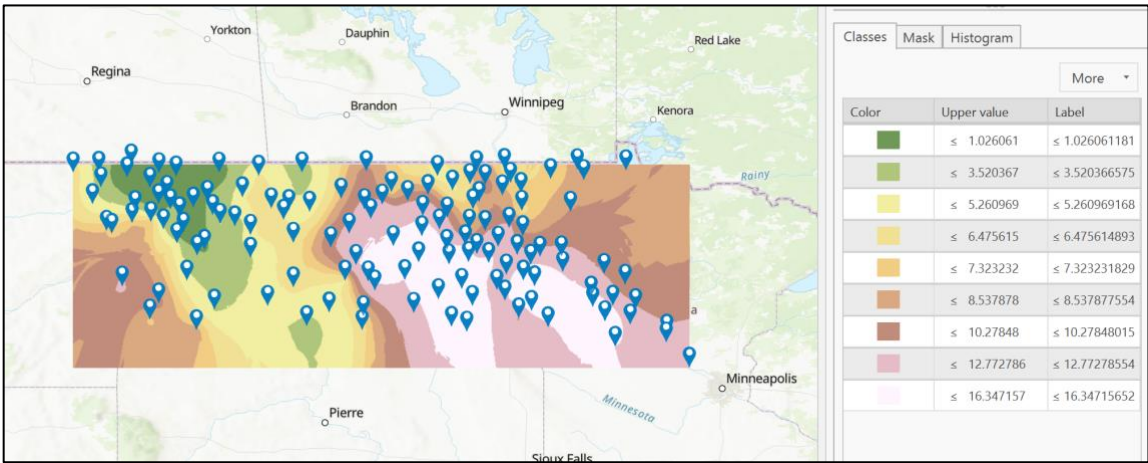 Yorkton
Dauphin
Red Lake
Regina
Brandon
Winnipeg
Kenora
Rainy
a
Minneapolis
Minnesota
Pierre
Sioux Falls
Classes Mask Histogram
More
Color Upper value Label
≤ 1.026061 ≤ 1.026061181
≤ 3.520367 ≤ 3.520366575
≤ 5.260969 ≤ 5.260969168
≤ 6.475615 ≤ 6.475614893
≤ 7.323232 ≤ 7.323231829
≤ 8.537878 ≤ 8.537877554
≤ 10.27848 ≤ 10.27848015
≤ 12.772786 ≤ 12.77278554
≤ 16.347157 ≤ 16.34715652